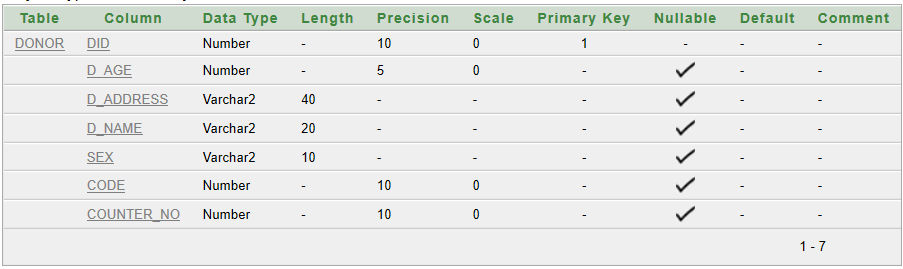 Table Column Data Type Length Precision Scale Primary Key Nullable Default Comment
DONOR DID Number - 10 0 1 - - -
D_AGE Number - 5 0 - - -
D_ADDRESS Varchar2 40 - - - - -
D_NAME Varchar2 20 - - - - -
SEX Varchar2 10 - - - - -
CODE Number - 10 0 - - -
COUNTER_NO Number - 10 0 - - -
1 - 7